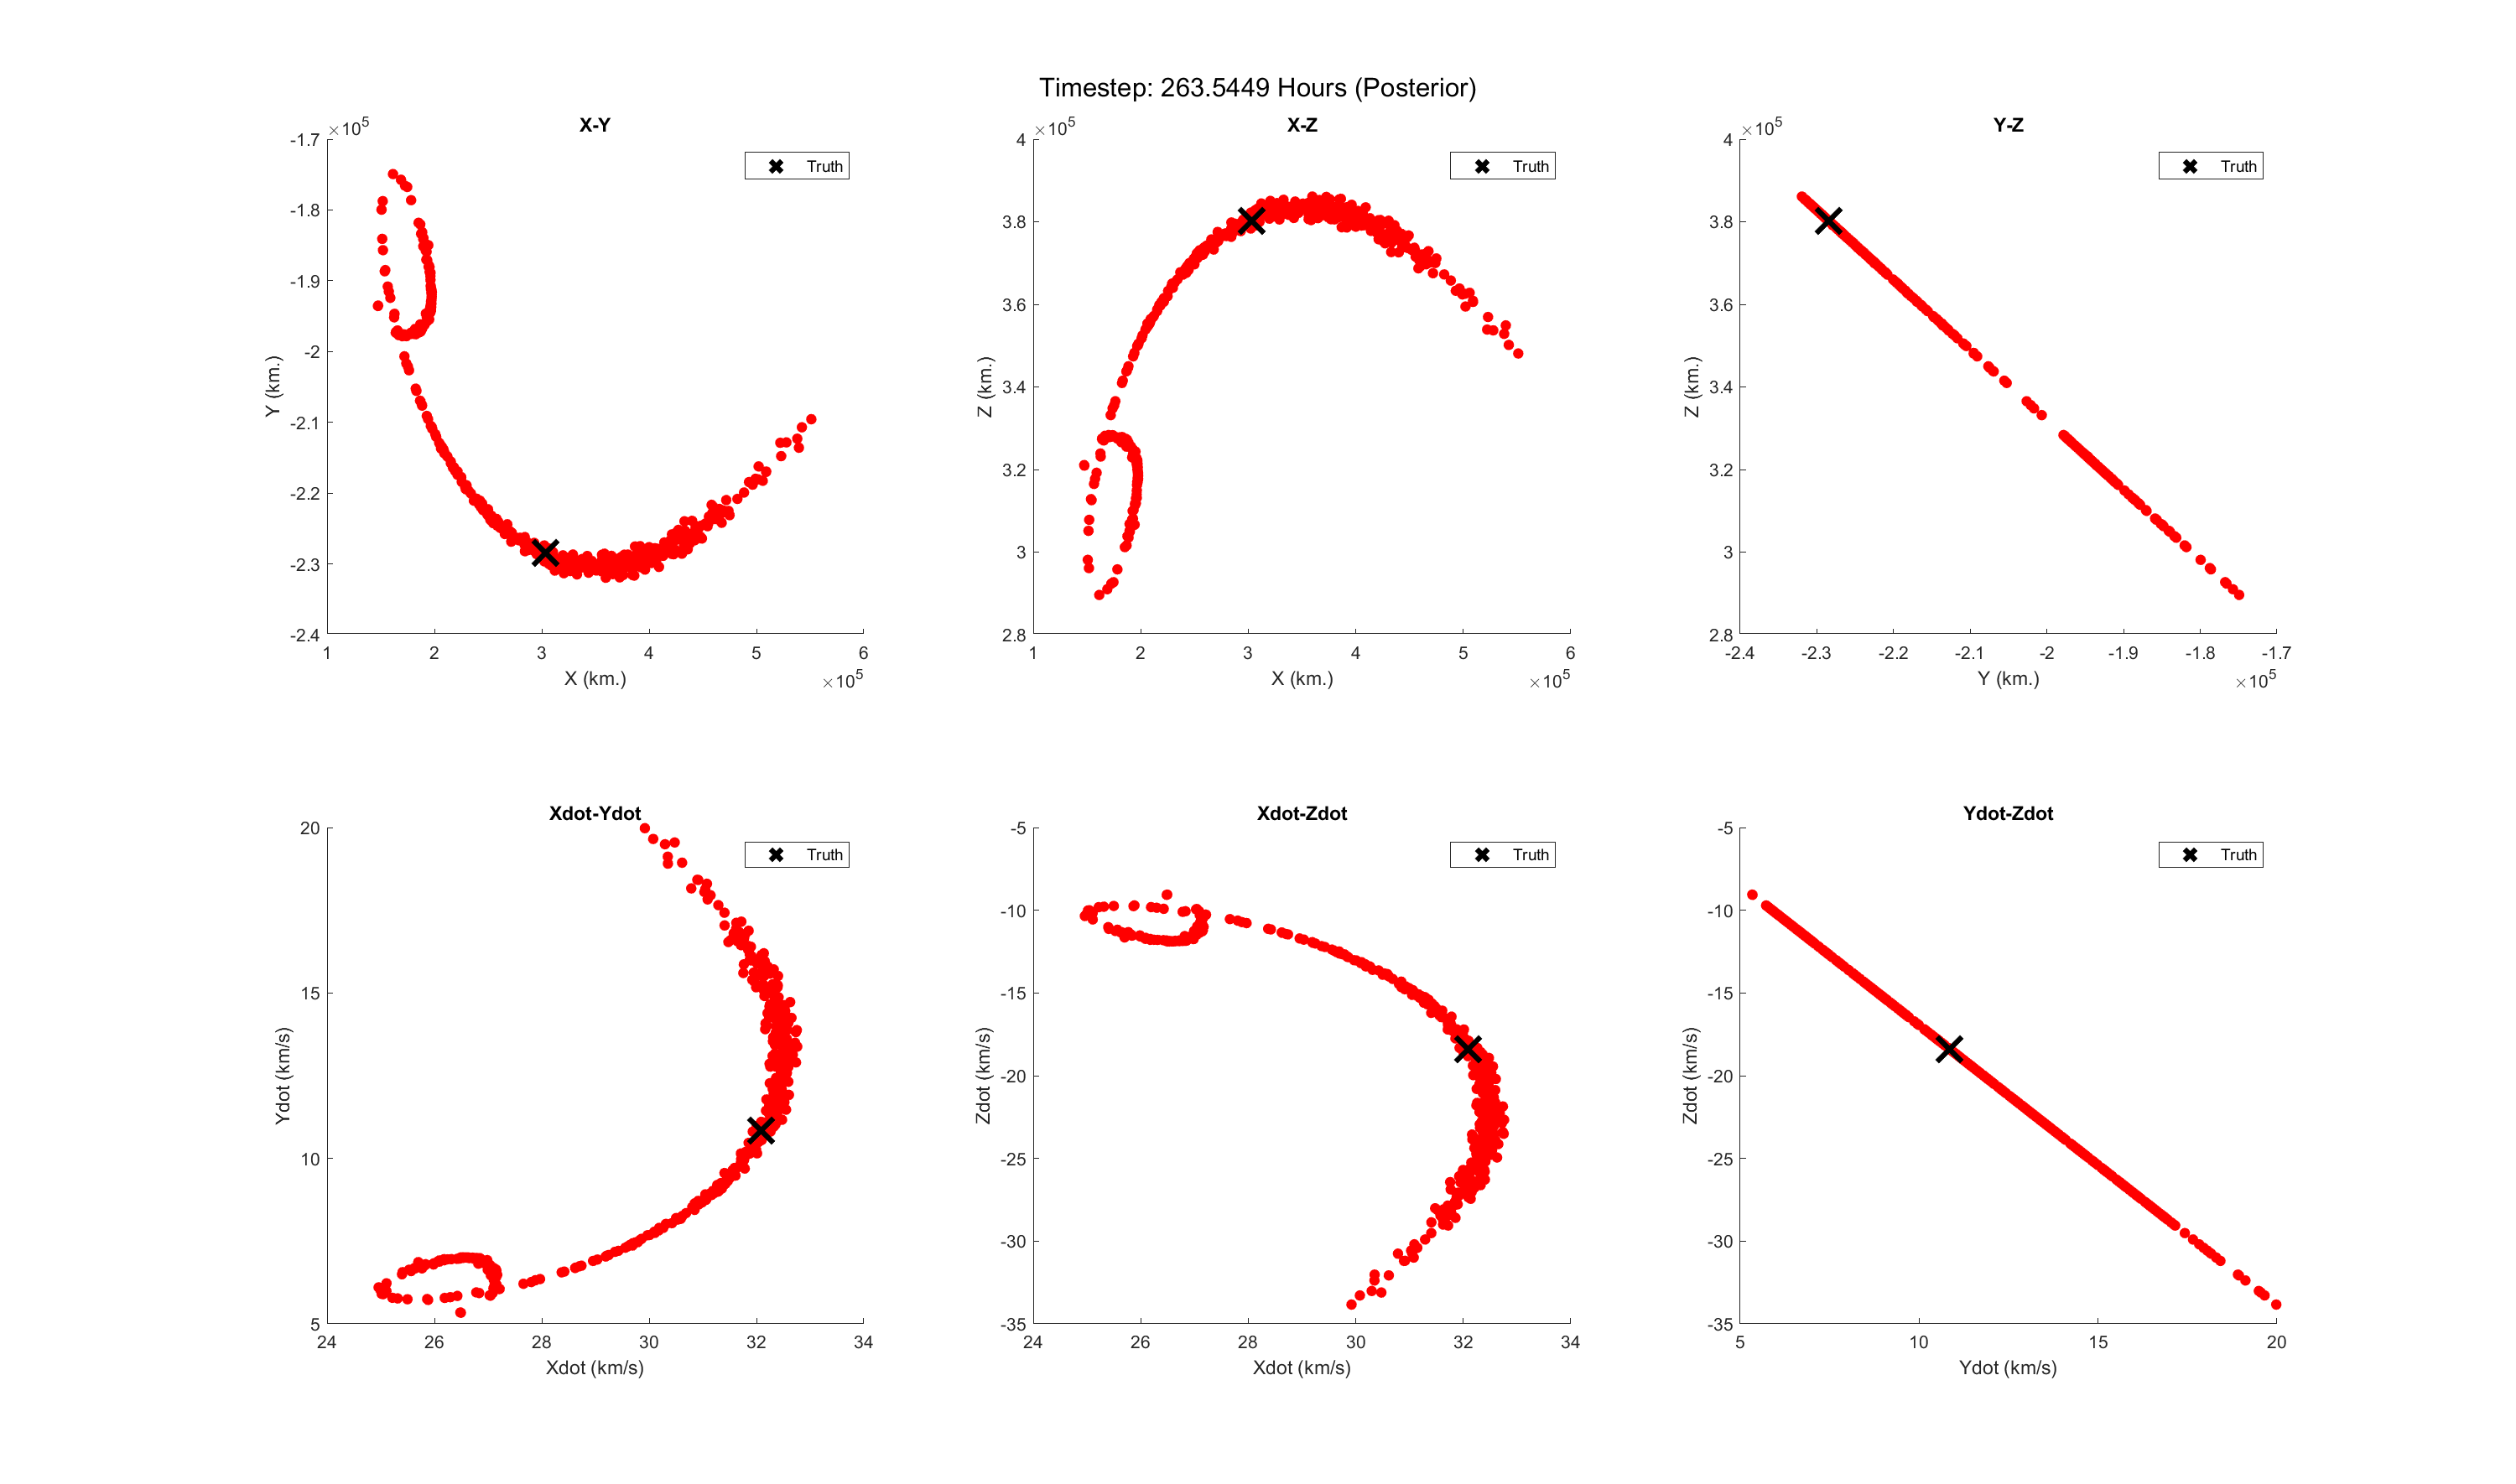 Timestep: 263.5449 Hours (Posterior)
X-Y
×10^5
-1.7
-1.8
-1.9
-2
-2.1
-2.2
-2.3
-2.4
Y (km.)
Truth
1 2 3 4 5 6
X (km.)
×10^5
X-Z
×10^5
4
3.8
3.6
3.4
3.2
3
2.8
Z (km.)
Truth
1 2 3 4 5 6
X (km.)
×10^5
Y-Z
×10^5
4
3.8
3.6
3.4
3.2
3
2.8
Z (km.)
Truth
-2.4 -2.3 -2.2 -2.1 -2 -1.9 -1.8 -1.7
Y (km.)
×10^5
Xdot-Ydot
20
15
10
5
Ydot (km/s)
Truth
24 26 28 30 32 34
Xdot (km/s)
Xdot-Zdot
-5
-10
-15
-20
-25
-30
-35
Zdot (km/s)
Truth
24 26 28 30 32 34
Xdot (km/s)
Ydot-Zdot
-5
-10
-15
-20
-25
-30
-35
Zdot (km/s)
Truth
5 10 15 20
Ydot (km/s)